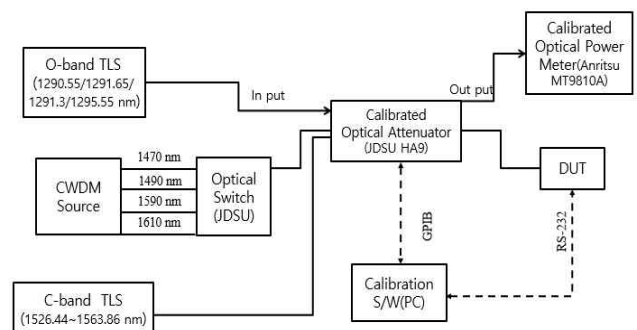 O-band TLS
(1290.55/1291.65/
1291.3/1295.55 nm)
In put
Out put
Calibrated
Optical Power
Meter(Anritsu
MT9810A)
Calibrated
Optical Attenuator
(JDSU HA9)
CWDM
Source
1470 nm
1490 nm
1590 nm
1610 nm
Optical
Switch
(JDSU)
DUT
GPIB
RS-232
Calibration
S/W(PC)
C-band TLS
(1526.44~1563.86 nm)